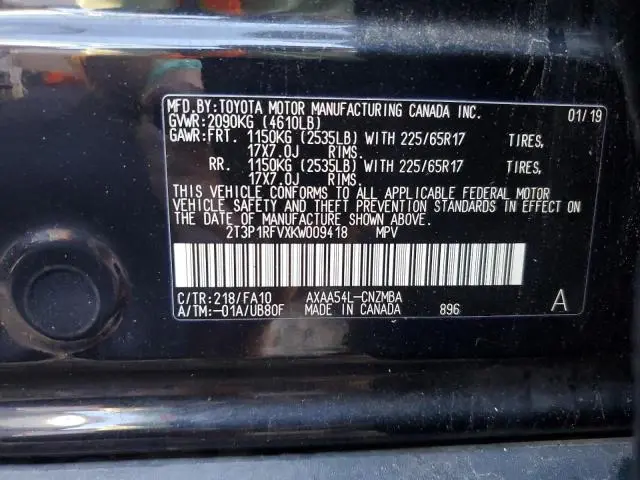 MFD.BY:TOYOTA MOTOR MANUFACTURING CANADA INC. 01/19
GVWR:2090KG (4610LB)
GAWR:FRT. 1150KG (2535LB) WITH 225/65R17 TIRES,
17X7.0J RIMS.
RR. 1150KG (2535LB) WITH 225/65R17 TIRES,
17X7.0J RIMS.
THIS VEHICLE CONFORMS TO ALL APPLICABLE FEDERAL MOTOR
VEHICLE SAFETY AND THEFT PREVENTION STANDARDS IN EFFECT ON
THE DATE OF MANUFACTURE SHOWN ABOVE.
2T3P1RFVXKW009418 MPV
C/TR:218/FA10 AXAA54L-CNZMBA
A/TM:-01A/UB80F MADE IN CANADA 896 A